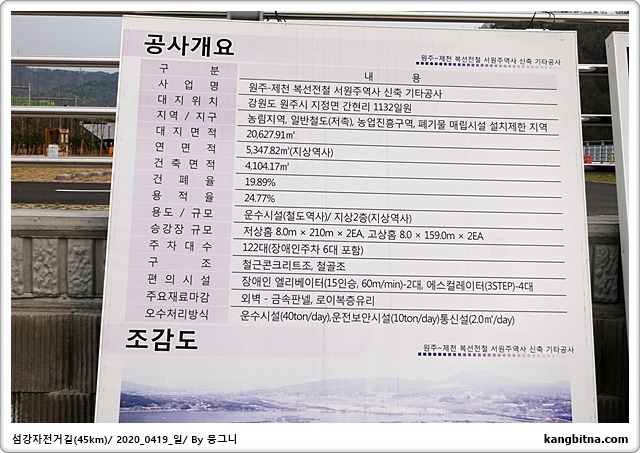 공사개요
원주~제천 복선전철 서원주역사 신축 기타공사
구 분 내 용
사 업 명 원주-제천 복선전철 서원주역사 신축 기타공사
대 지 위 치 강원도 원주시 지정면 간현리 1132일원
지역 / 지구 농림지역, 일반철도(저촉), 농업진흥구역, 폐기물 매립시설 설치제한 지역
대 지 면 적 20,627.91㎡
연 면 적 5,347.82㎡(지상역사)
건 축 면 적 4,104.17㎡
건 폐 율 19.89%
용 적 율 24.77%
용도 / 규모 운수시설(철도역사)/ 지상2층(지상역사)
승강장 규모 저상홈 8.0m × 210m × 2EA, 고상홈 8.0 × 159.0m × 2EA
주 차 대 수 122대(장애인주차 6대 포함)
구 조 철근콘크리트조, 철골조
편 의 시 설 장애인 엘리베이터(15인승, 60m/min)-2대, 에스컬레이터(3STEP)-4대
주요재료마감 외벽 - 금속판넬, 로이복층유리
오수처리방식 운수시설(40ton/day),운전보안시설(10ton/day)통신설(2.0㎥/day)
조감도
원주~제천 복선전철 서원주역사 신축 기타공사
섬강자전거길(45km)/ 2020_0419_일/ By 뭉그니
kangbitna.com